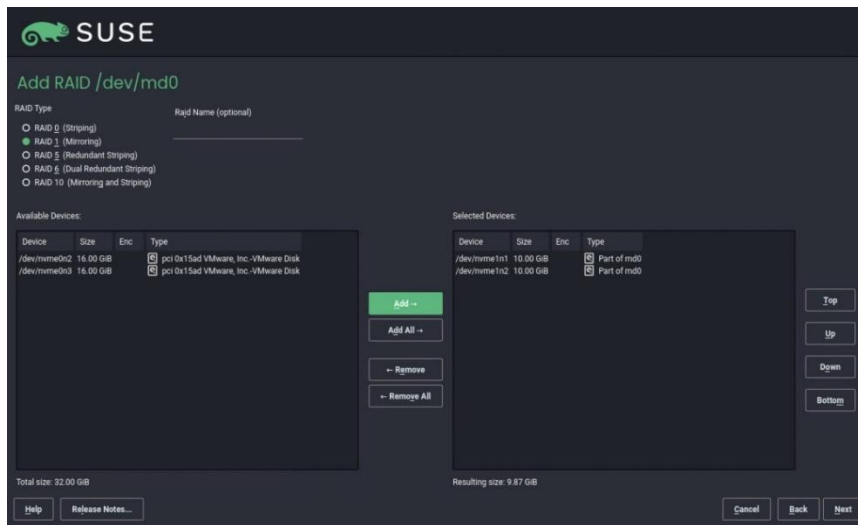 SUSE
Add RAID /dev/md0
RAID Type
Raid Name (optional)
RAID 0 (Striping)
RAID 1 (Mirroring)
RAID 5 (Redundant Striping)
RAID 6 (Dual Redundant Striping)
RAID 10 (Mirroring and Striping)
Available Devices:
Device Size Enc Type
/dev/nvme0n2 16.00 GiB pci 0x15ad VMware, Inc.-VMware Disk
/dev/nvme0n3 16.00 GiB pci 0x15ad VMware, Inc.-VMware Disk
Total size: 32.00 GiB
Add →
Add All →
← Remove
← Remove All
Selected Devices:
Device Size Enc Type
/dev/nvme1n1 10.00 GiB Part of md0
/dev/nvme1n2 10.00 GiB Part of md0
Resulting size: 9.87 GiB
Top
Up
Down
Bottom
Help
Release Notes...
Cancel
Back
Next